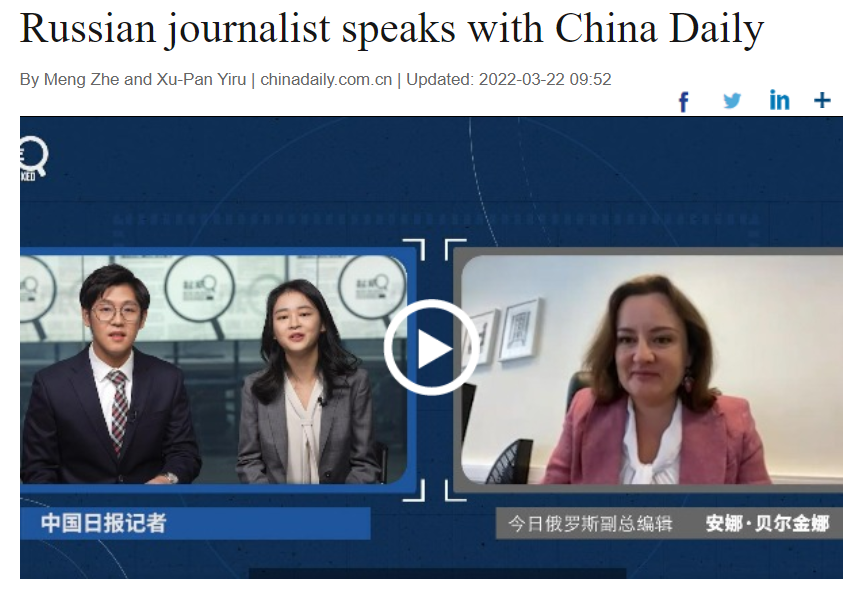 Russian journalist speaks with China Daily
By Meng Zhe and Xu-Pan Yiru | chinadaily.com.cn | Updated: 2022-03-22 09:52
f in +
KED
中国日报记者
今日俄罗斯副总编辑 安娜·贝尔金娜